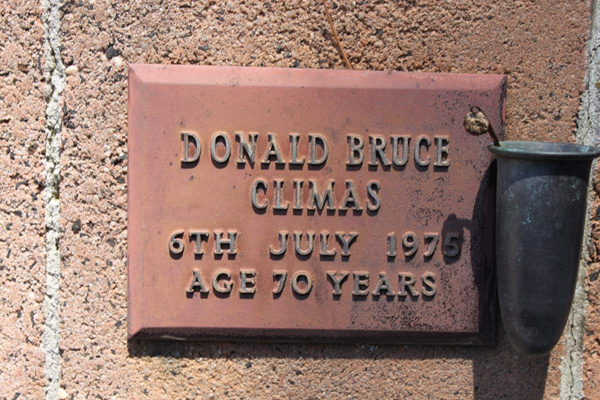 DONALD BRUCE
CLIMAS
6TH JULY 1975
AGE 70 YEARS